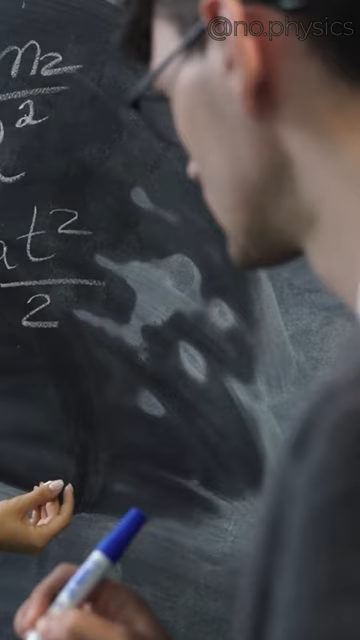 @no.physics
m₂
2
at²
2